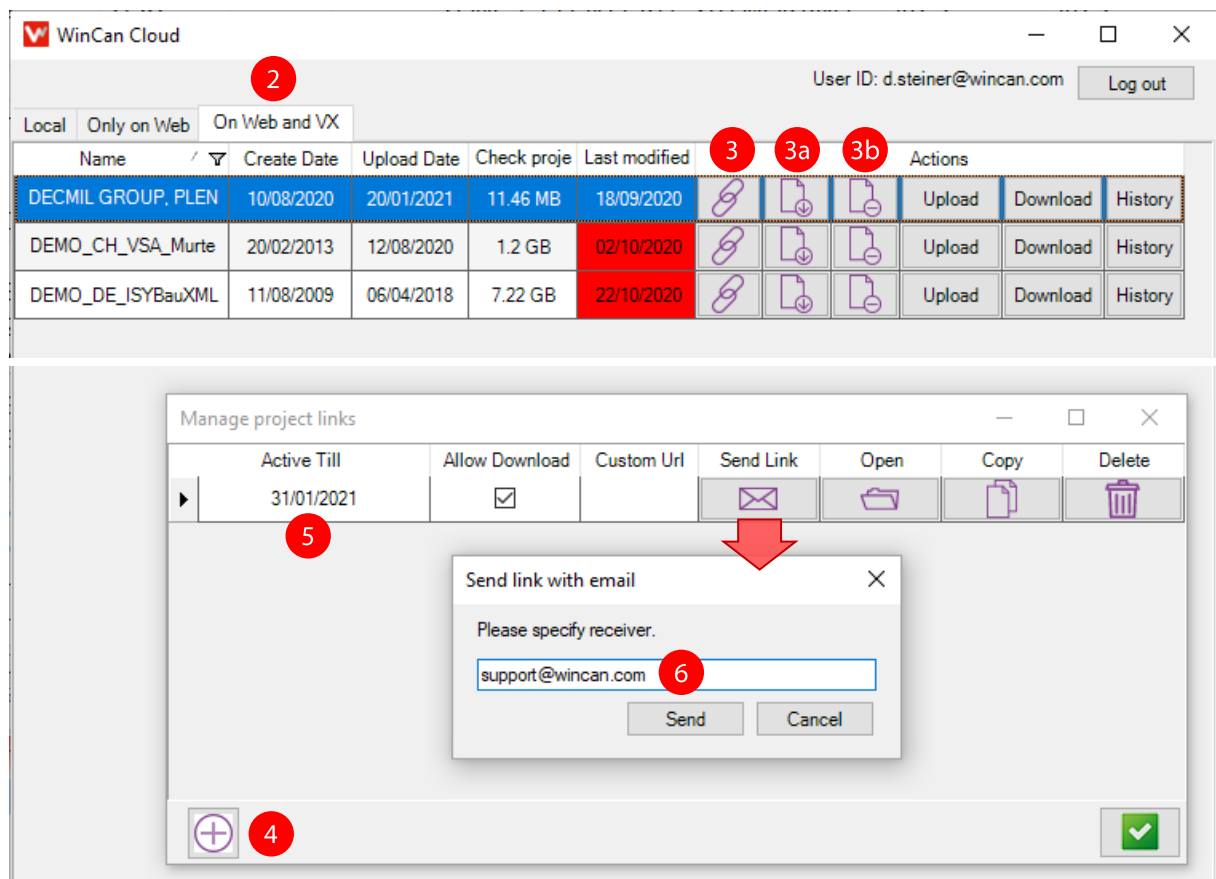 WinCan Cloud
2
User ID: d.steiner@wincan.com Log out
Local Only on Web On Web and VX
Name Create Date Upload Date Check proje Last modified 3 3a 3b Actions
DECMIL GROUP, PLEN 10/08/2020 20/01/2021 11.46 MB 18/09/2020 Upload Download History
DEMO_CH_VSA_Murte 20/02/2013 12/08/2020 1.2 GB 02/10/2020 Upload Download History
DEMO_DE_ISYBauXML 11/08/2009 06/04/2018 7.22 GB 22/10/2020 Upload Download History
Manage project links
Active Till Allow Download Custom Url Send Link Open Copy Delete
31/01/2021
5
Send link with email
Please specify receiver.
support@wincan.com 6
Send Cancel
4